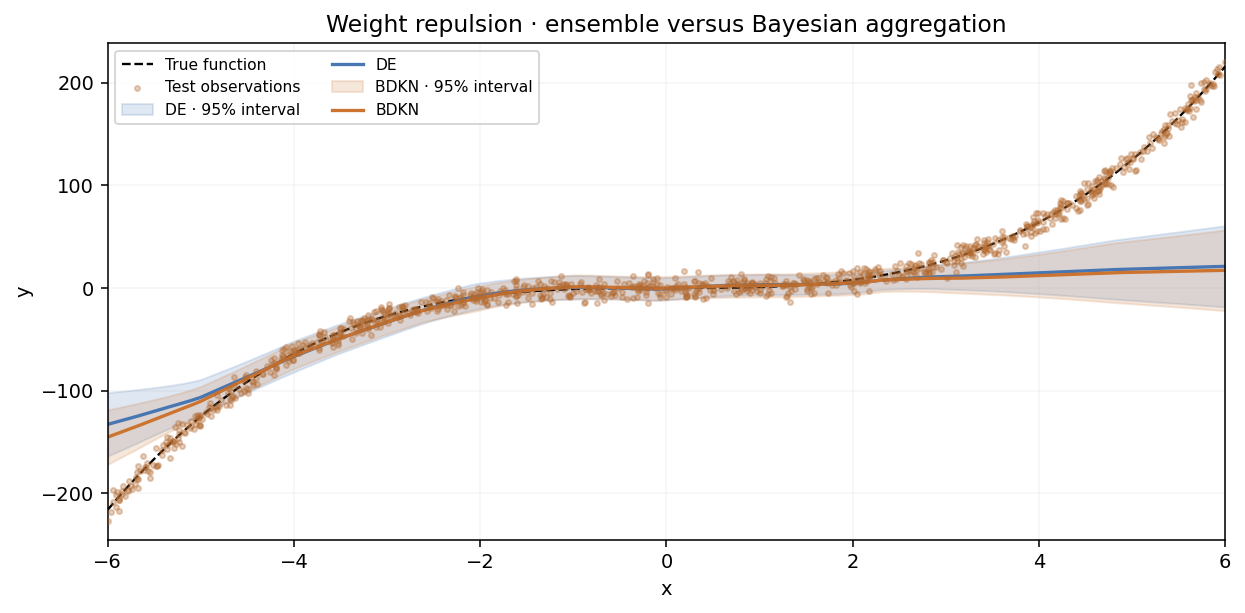 Weight repulsion · ensemble versus Bayesian aggregation
True function
Test observations
DE · 95% interval
DE
BDKN · 95% interval
BDKN
y
200
100
0
−100
−200
−6
−4
−2
0
2
4
6
x